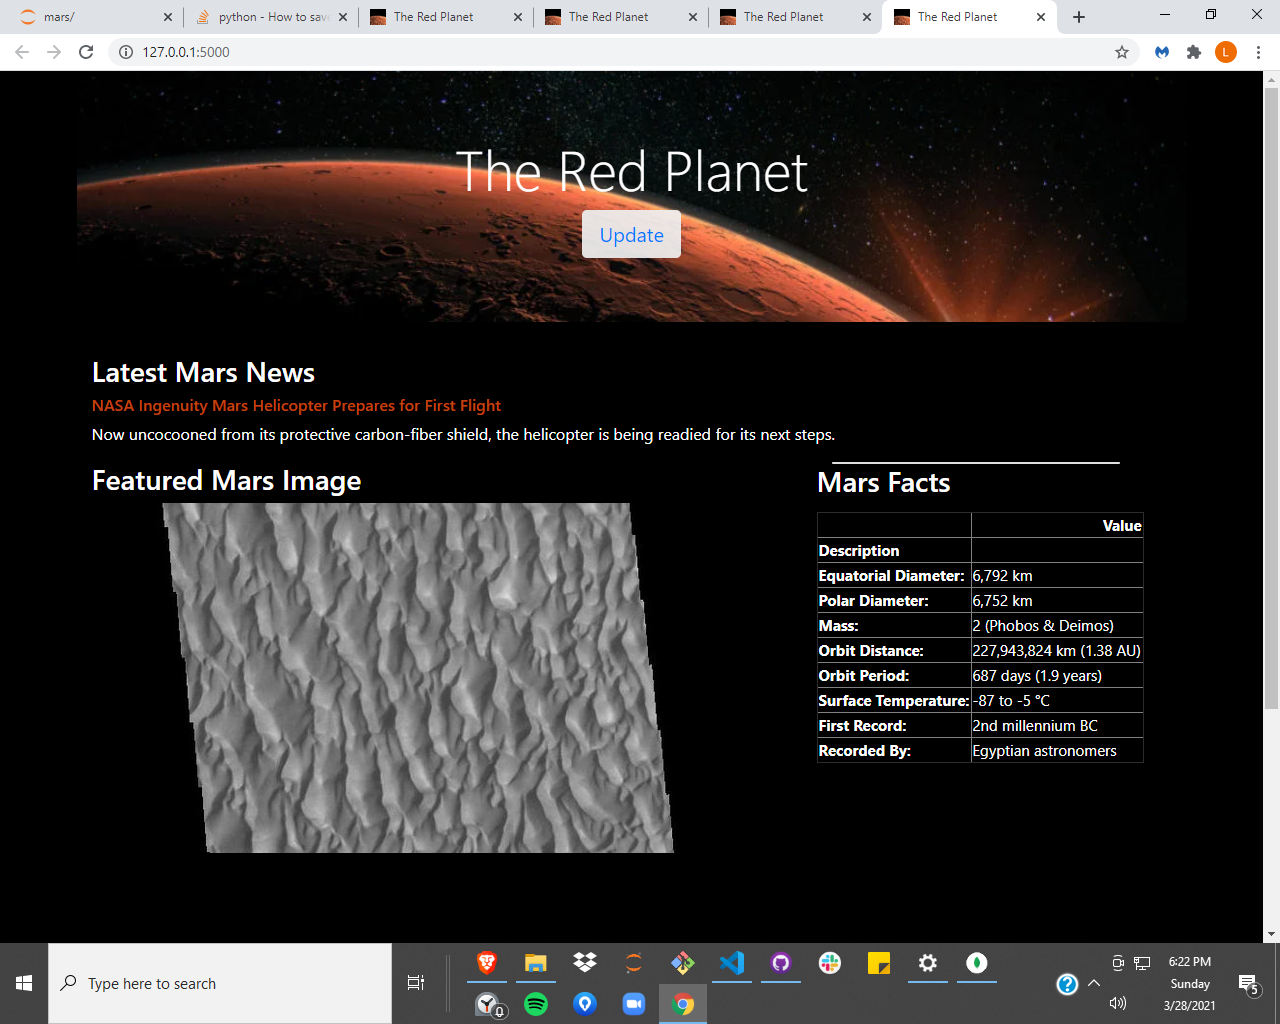 mars/
python - How to save
The Red Planet
The Red Planet
The Red Planet
The Red Planet
127.0.0.1:5000
L
The Red Planet
Update
Latest Mars News
NASA Ingenuity Mars Helicopter Prepares for First Flight
Now uncocooned from its protective carbon-fiber shield, the helicopter is being readied for its next steps.
Featured Mars Image
Mars Facts
Value
Description
Equatorial Diameter: 6,792 km
Polar Diameter: 6,752 km
Mass: 2 (Phobos & Deimos)
Orbit Distance: 227,943,824 km (1.38 AU)
Orbit Period: 687 days (1.9 years)
Surface Temperature: -87 to -5 °C
First Record: 2nd millennium BC
Recorded By: Egyptian astronomers
Type here to search
6:22 PM
Sunday
3/28/2021
5